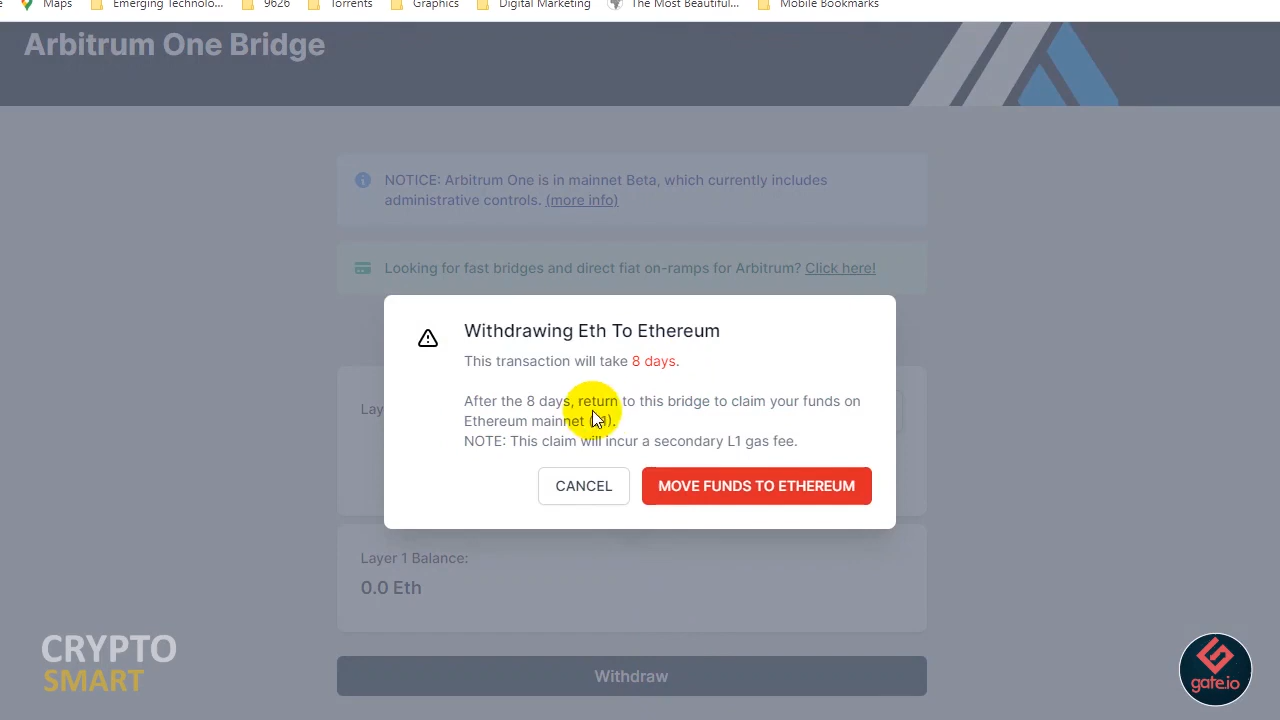 Maps
Emerging Technolo...
9626
Torrents
Graphics
Digital Marketing
The Most Beautiful...
Mobile Bookmarks
Arbitrum One Bridge
NOTICE: Arbitrum One is in mainnet Beta, which currently includes
administrative controls. (more info)
Looking for fast bridges and direct fiat on-ramps for Arbitrum? Click here!
Withdrawing Eth To Ethereum
This transaction will take 8 days.
After the 8 days, return to this bridge to claim your funds on
Ethereum mainnet
NOTE: This claim will incur a secondary L1 gas fee.
CANCEL
MOVE FUNDS TO ETHEREUM
Lay
Layer 1 Balance:
0.0 Eth
Withdraw
CRYPTO
SMART
gate.io